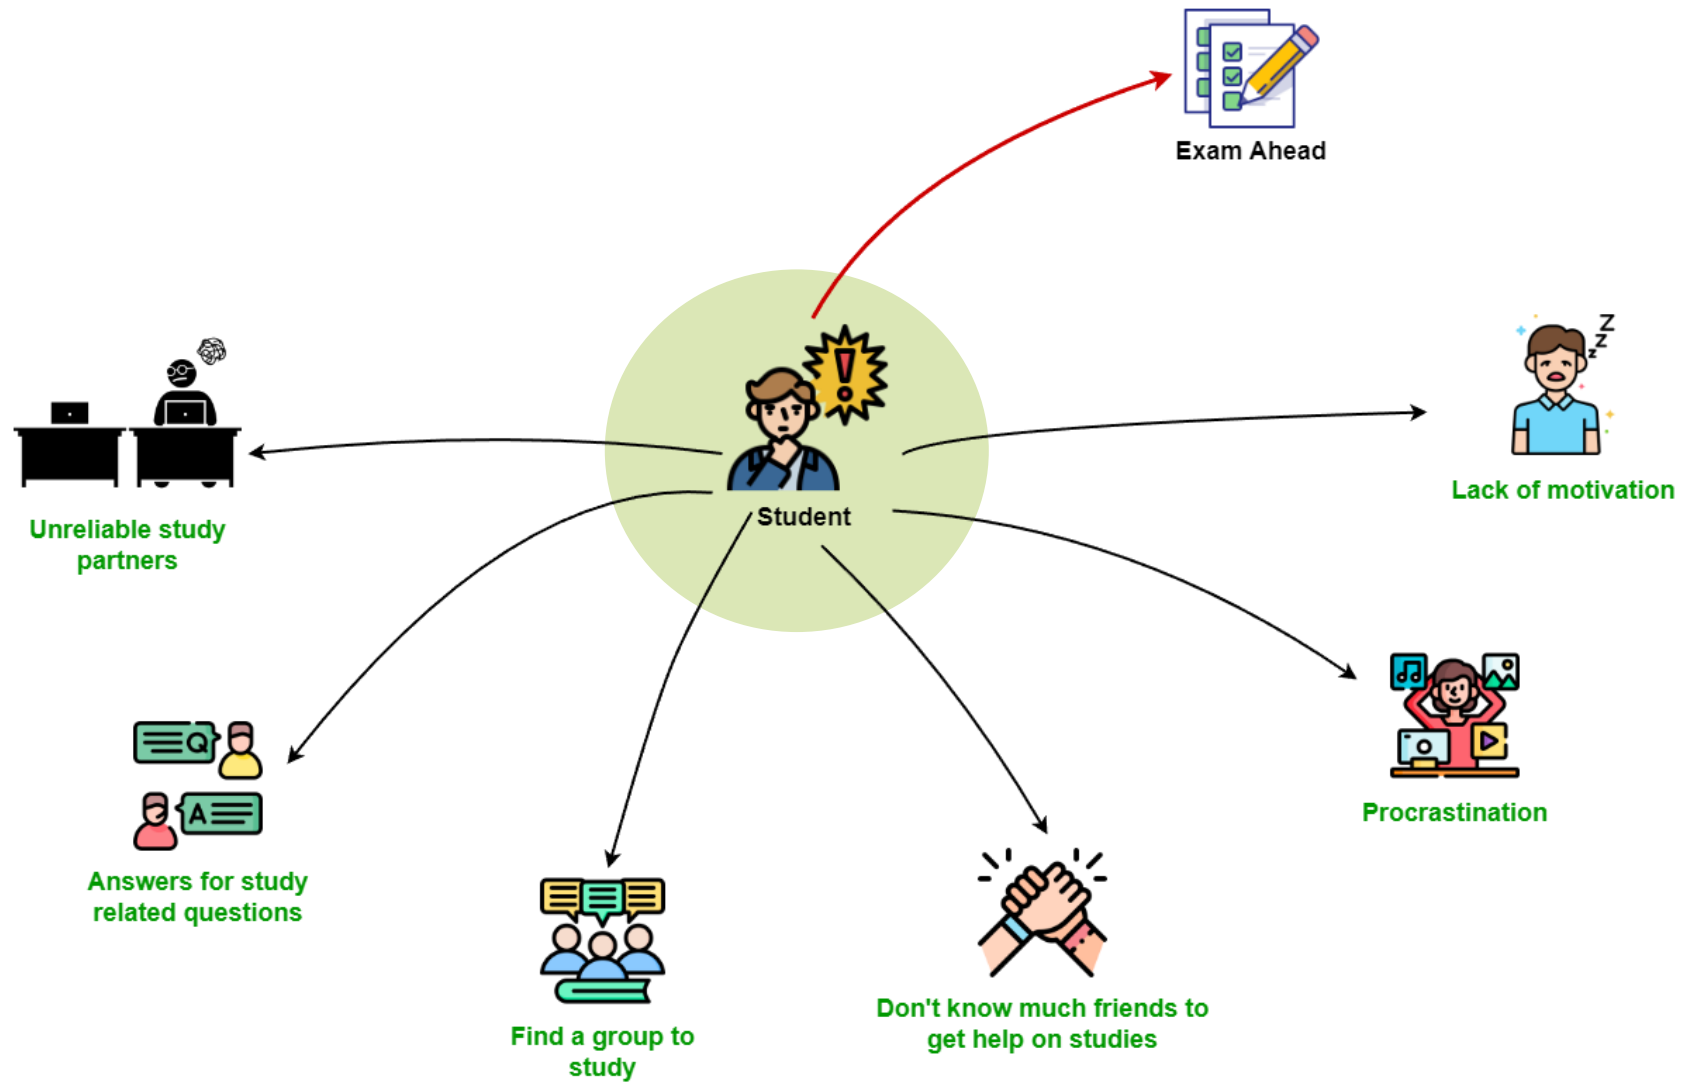 Exam Ahead
Z
Z
Z
Lack of motivation
Student
Unreliable study
partners
Procrastination
Q
A
Answers for study
related questions
Don't know much friends to
get help on studies
Find a group to
study